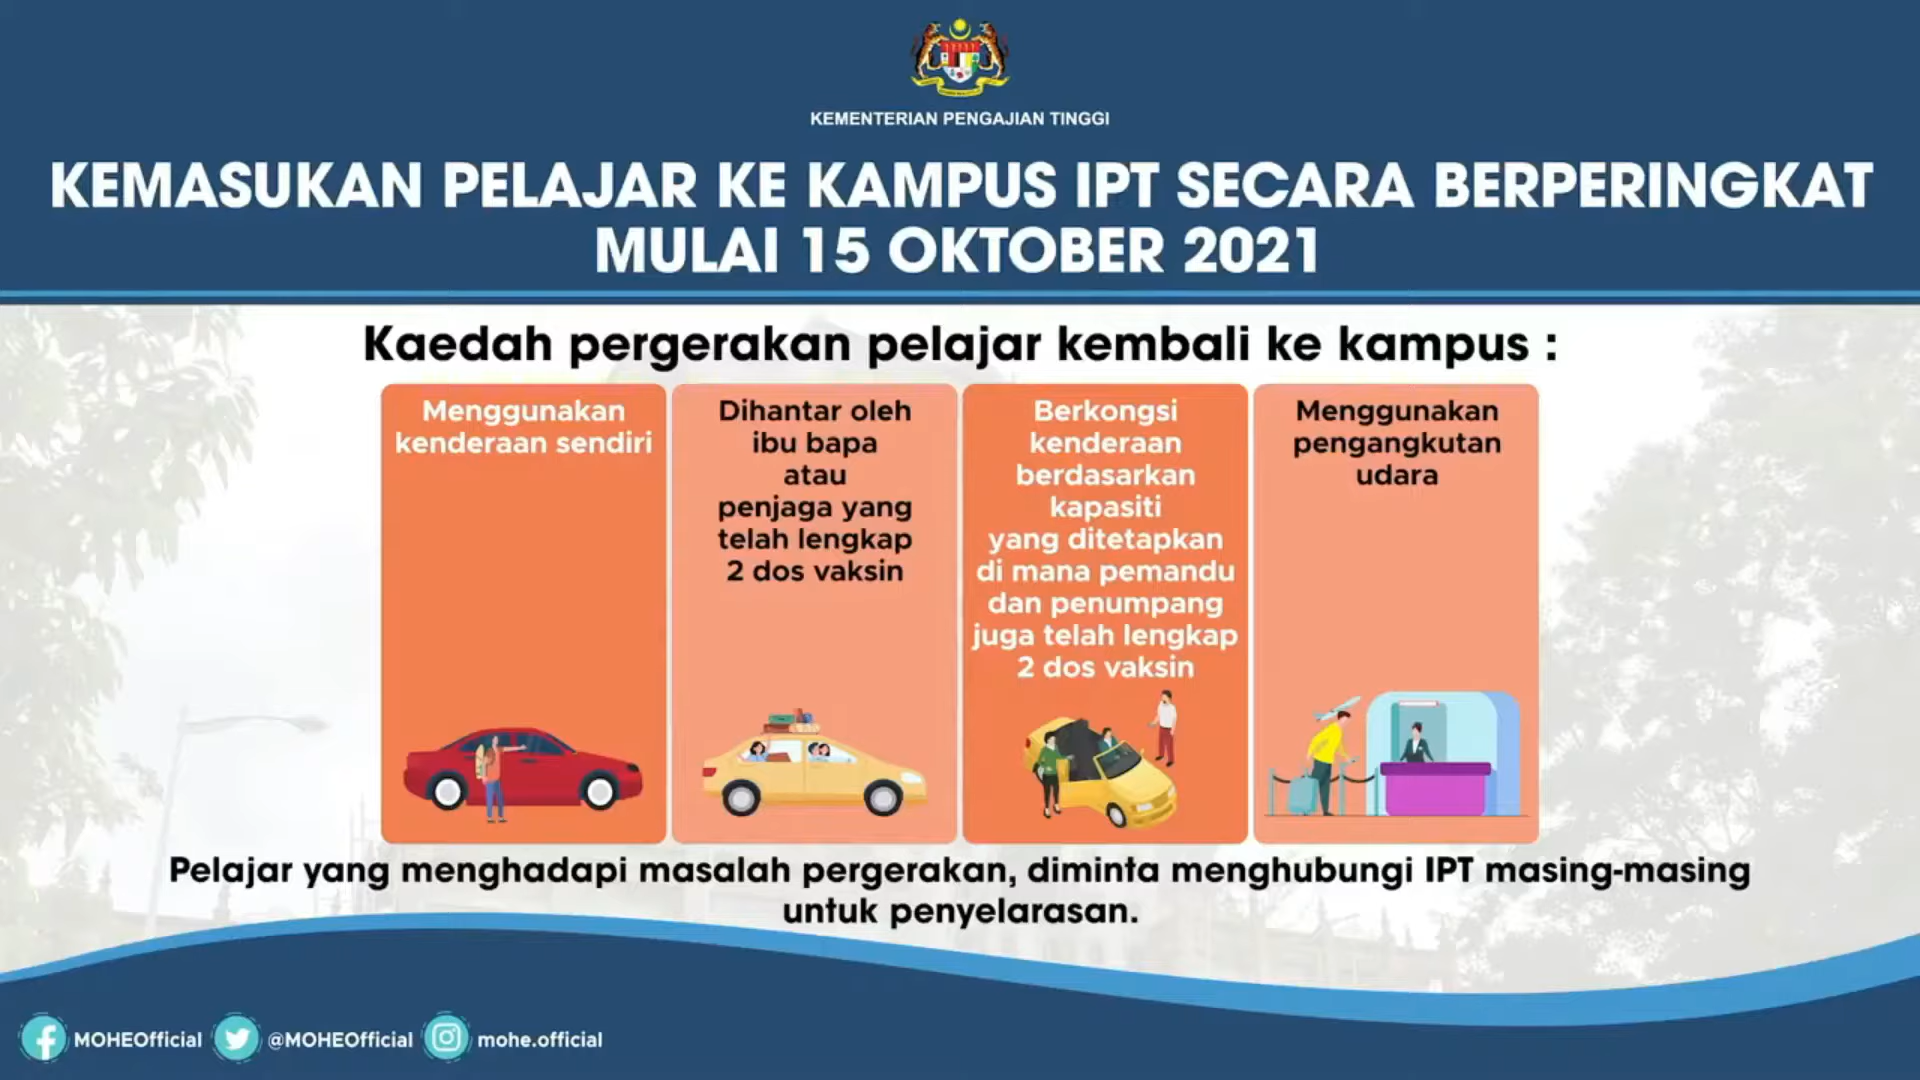 KEMENTERIAN PENGAJIAN TINGGI
KEMASUKAN PELAJAR KE KAMPUS IPT SECARA BERPERINGKAT
MULAI 15 OKTOBER 2021
Kaedah pergerakan pelajar kembali ke kampus :
Menggunakan
kenderaan sendiri
Dihantar oleh
ibu bapa
atau
penjaga yang
telah lengkap
2 dos vaksin
Berkongsi
kenderaan
berdasarkan
kapasiti
yang ditetapkan
di mana pemandu
dan penumpang
juga telah lengkap
2 dos vaksin
Menggunakan
pengangkutan
udara
Pelajar yang menghadapi masalah pergerakan, diminta menghubungi IPT masing-masing
untuk penyelarasan.
MOHEOfficial @MOHEOfficial mohe.official